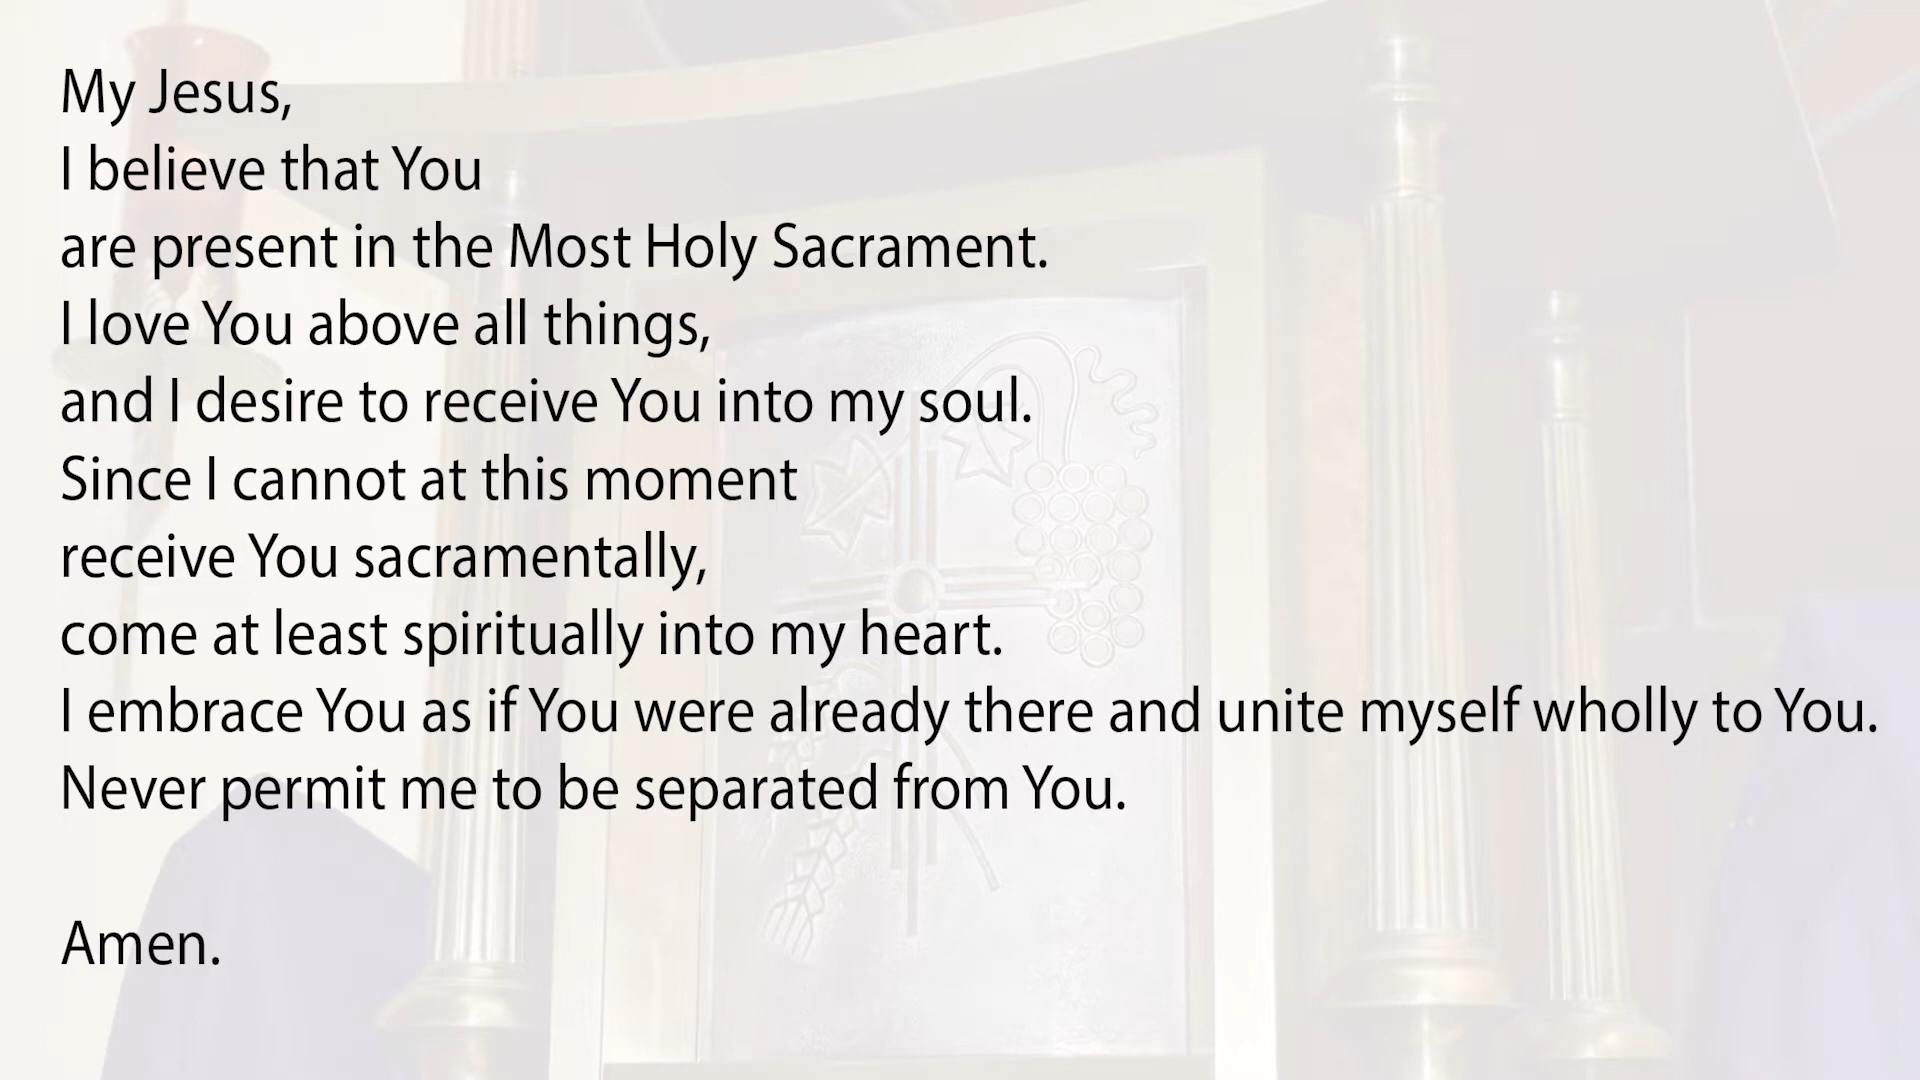 My Jesus,
I believe that You
are present in the Most Holy Sacrament.
I love You above all things,
and I desire to receive You into my soul.
Since I cannot at this moment
receive You sacramentally,
come at least spiritually into my heart.
I embrace You as if You were already there and unite myself wholly to You.
Never permit me to be separated from You.
Amen.